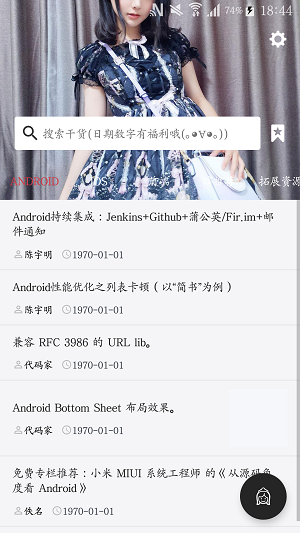 74% 18:44
搜索干货(日期数字有福利哦(｡●∀●｡))
ANDROID
拓展资源
Android持续集成：Jenkins+Github+蒲公英/Fir.im+邮
件通知
陈宇明 1970-01-01
Android性能优化之列表卡顿（以“简书”为例）
陈宇明 1970-01-01
兼容 RFC 3986 的 URL lib。
代码家 1970-01-01
Android Bottom Sheet 布局效果。
代码家 1970-01-01
免费专栏推荐：小米 MIUI 系统工程师 的《从源码角
度看 Android》
佚名 1970-01-01